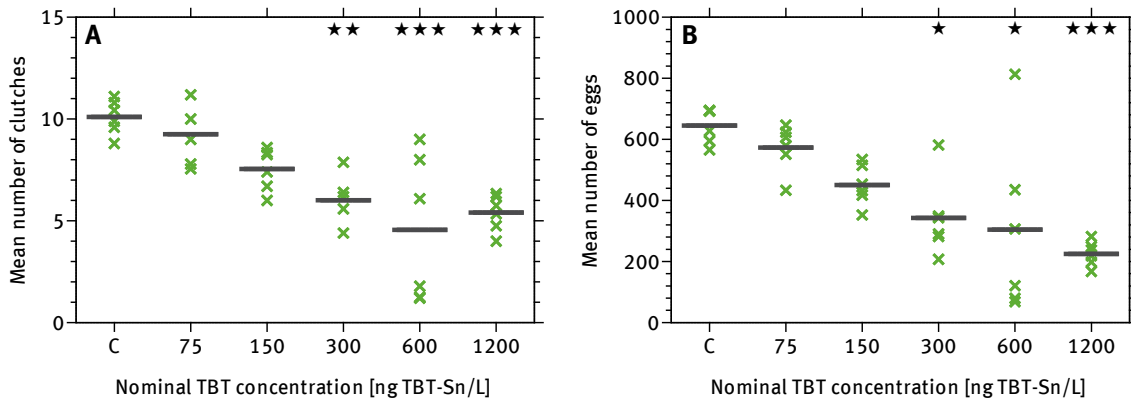 A
Mean number of clutches
15
10
5
0
★★ ★★★ ★★★
C 75 150 300 600 1200
Nominal TBT concentration [ng TBT-Sn/L]
B
Mean number of eggs
1000
800
600
400
200
0
★ ★ ★★★
C 75 150 300 600 1200
Nominal TBT concentration [ng TBT-Sn/L]